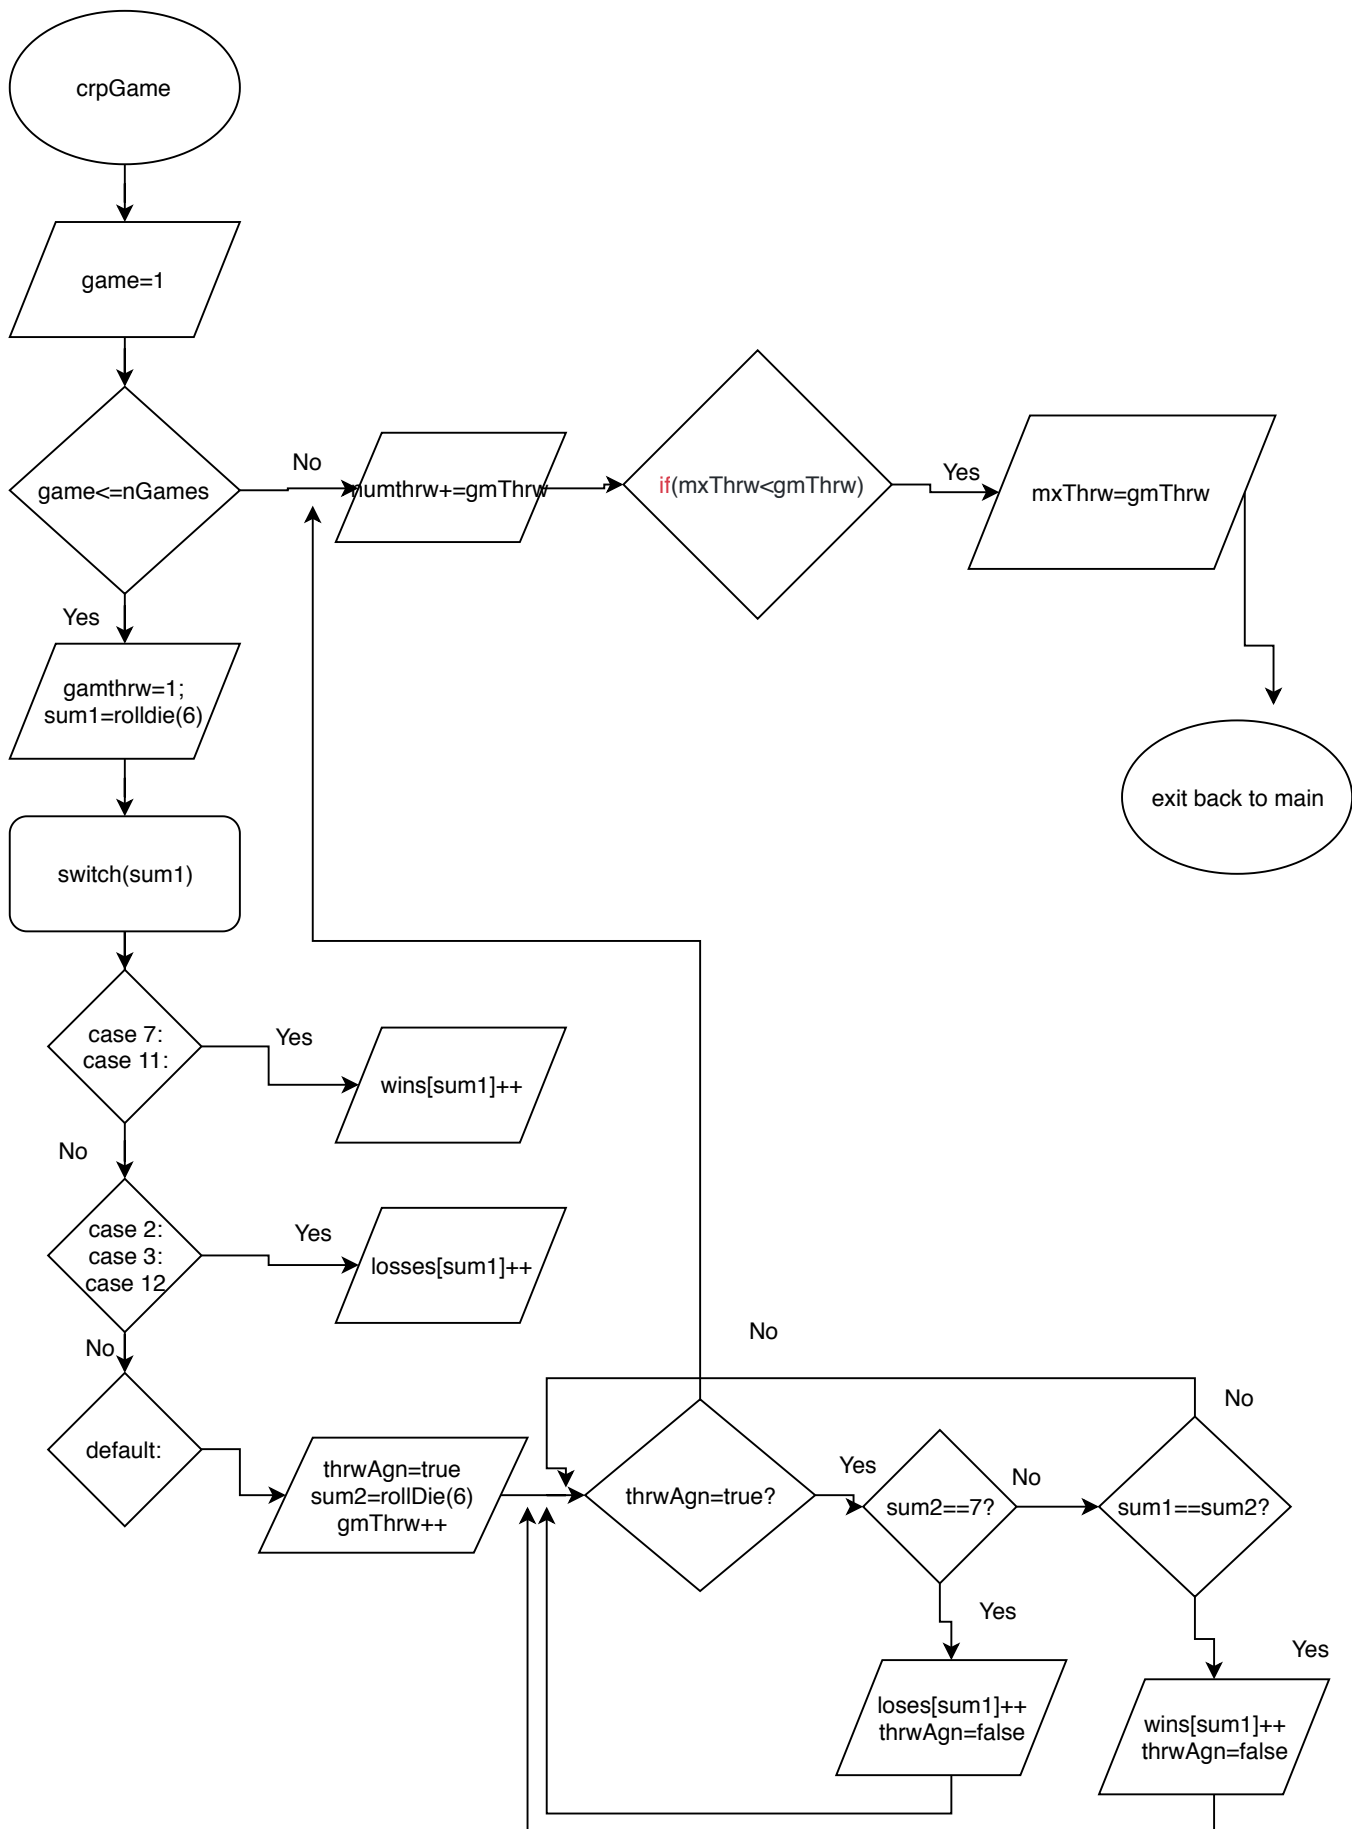 crpGame
game=1
game<=nGames
No
numthrw+=gmThrw
if(mxThrw<gmThrw)
Yes
mxThrw=gmThrw
exit back to main
Yes
gamthrw=1;
sum1=rolldie(6)
switch(sum1)
case 7:
case 11:
Yes
wins[sum1]++
No
case 2:
case 3:
case 12
Yes
losses[sum1]++
No
default:
thrwAgn=true
sum2=rollDie(6)
gmThrw++
No
thrwAgn=true?
Yes
sum2==7?
No
sum1==sum2?
No
Yes
loses[sum1]++
thrwAgn=false
Yes
wins[sum1]++
thrwAgn=false